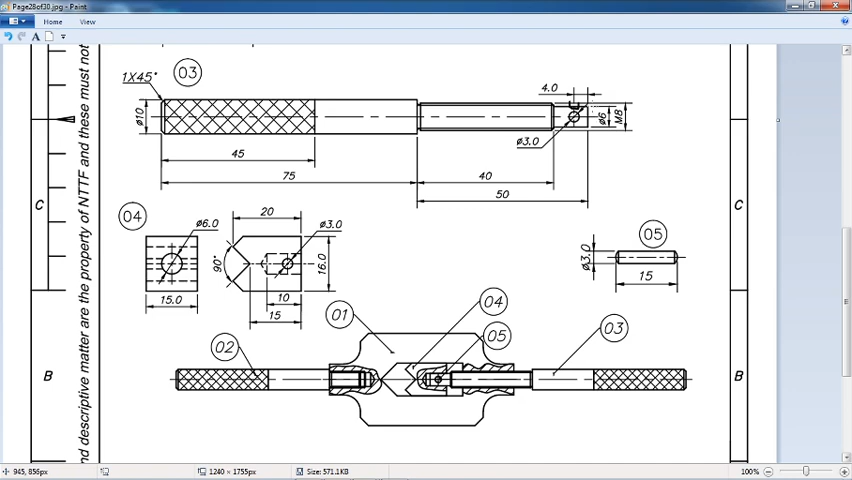 Page28of30.jpg - Paint
Home
View
nd descriptive matter are the property of NTTF and these must not
C
B
C
B
1X45°
03
4.0
ø10
ø6
M8
ø3.0
45
75
40
50
04
ø6.0
20
ø3.0
90°
16.0
15.0
10
15
05
ø3.0
15
01
04
05
02
03
945, 856px
1240 × 1755px
Size: 571.1KB
100%